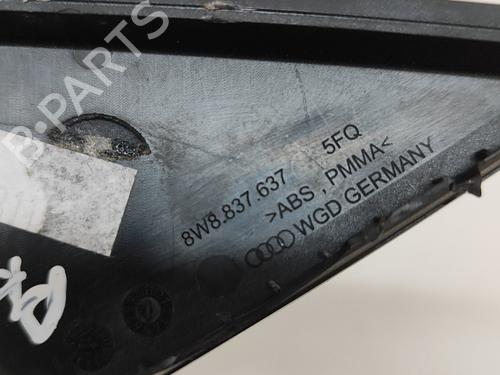 B-PARTS
8W8.837.637 5FQ
>ABS , PMMA<
WGD GERMANY